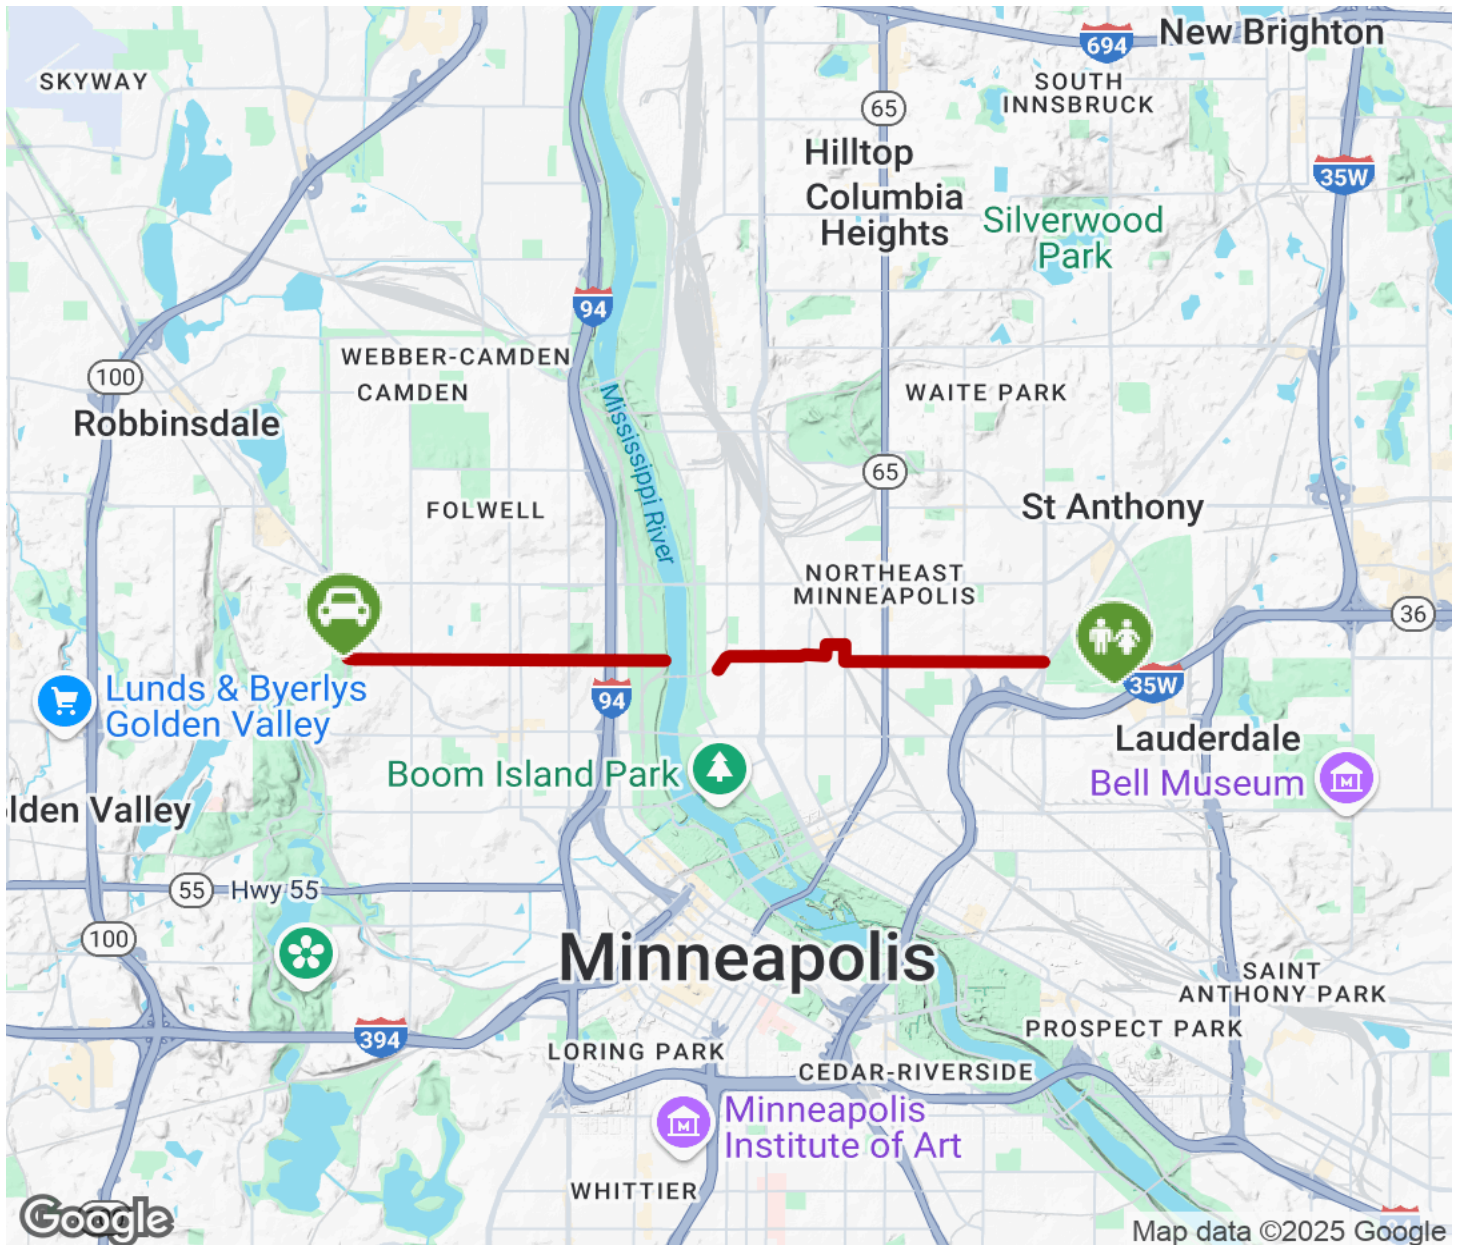 New Brighton
694
SKYWAY
SOUTH
INNSBRUCK
65
Hilltop
35W
Columbia
Heights
Silverwood
Park
94
WEBBER-CAMDEN
CAMDEN
100
WAITE PARK
Robbinsdale
Mississippi River
65
FOLWELL
St Anthony
NORTHEAST
MINNEAPOLIS
36
Lunds & Byerlys
Golden Valley
94
35W
Lauderdale
Boom Island Park
Bell Museum
lden Valley
55
Hwy 55
100
Minneapolis
SAINT
ANTHONY PARK
394
PROSPECT PARK
LORING PARK
CEDAR-RIVERSIDE
Minneapolis
Institute of Art
WHITTIER
Google
Map data ©2025 Google